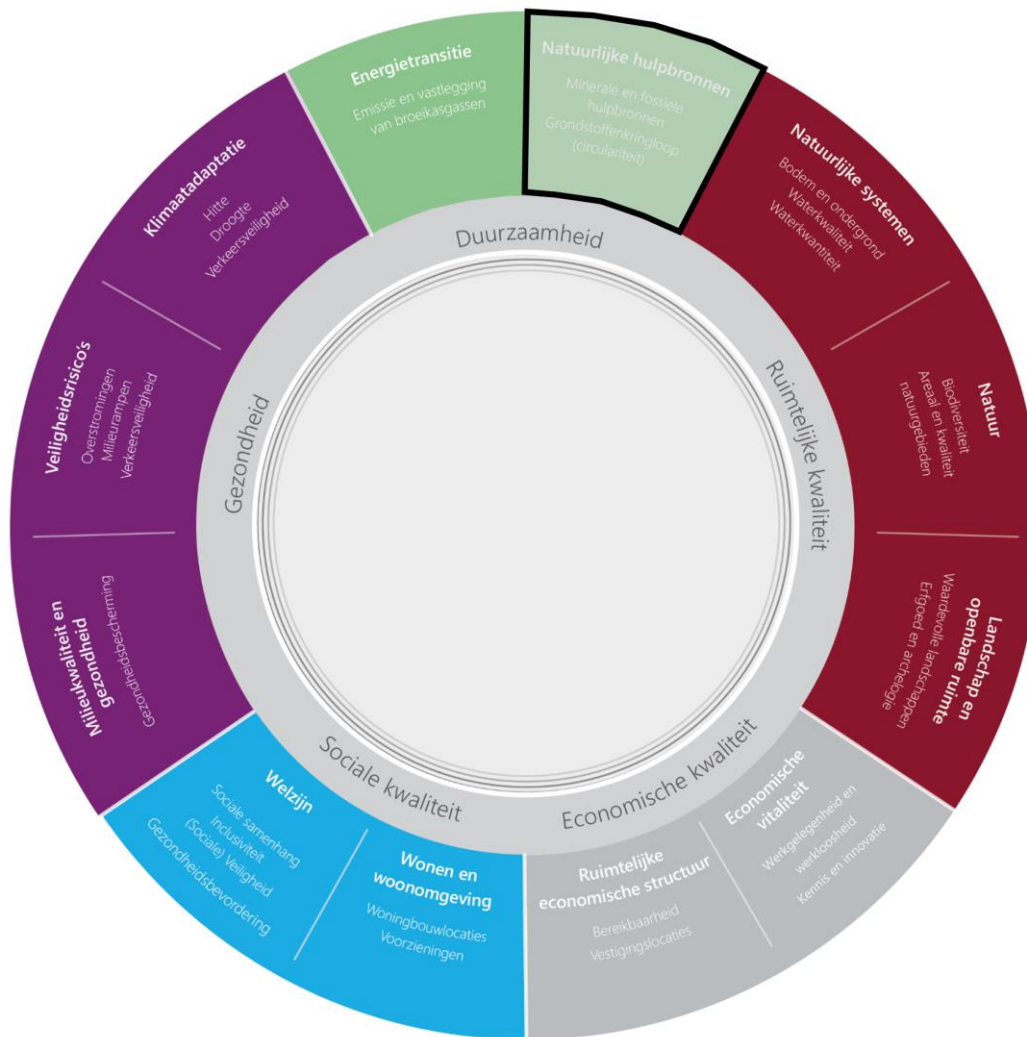 Energietransitie
Emissie en vastlegging
van broeikasgassen
Natuurlijke hulpbronnen
Minerale en fossiele
hulpbronnen
Grondstoffenkringloop
(circulariteit)
Natuurlijke systemen
Bodem en ondergrond
Waterkwaliteit
Waterkwantiteit
Natuur
Biodiversiteit
Areaal en kwaliteit
natuurgebieden
Landschap en
openbare ruimte
Waardevolle landschappen
Erfgoed en archelogie
Economische
vitaliteit
Werkgelegenheid en
werkloosheid
Kennis en innovatie
Ruimtelijke
economische structuur
Bereikbaarheid
Vestigingslocaties
Wonen en
woonomgeving
Woningbouwlocaties
Voorzieningen
Welzijn
Sociale samenhang
Inclusiviteit
(Sociale) Veiligheid
Gezondheidsbevordering
Milieukwaliteit en
gezondheid
Gezondheidsbescherming
Veiligheidsrisico's
Overstromingen
Milieurampen
Verkeersveiligheid
Klimaatadaptatie
Hitte
Droogte
Verkeersveiligheid
Duurzaamheid
Ruimtelijke kwaliteit
Economische kwaliteit
Sociale kwaliteit
Gezondheid